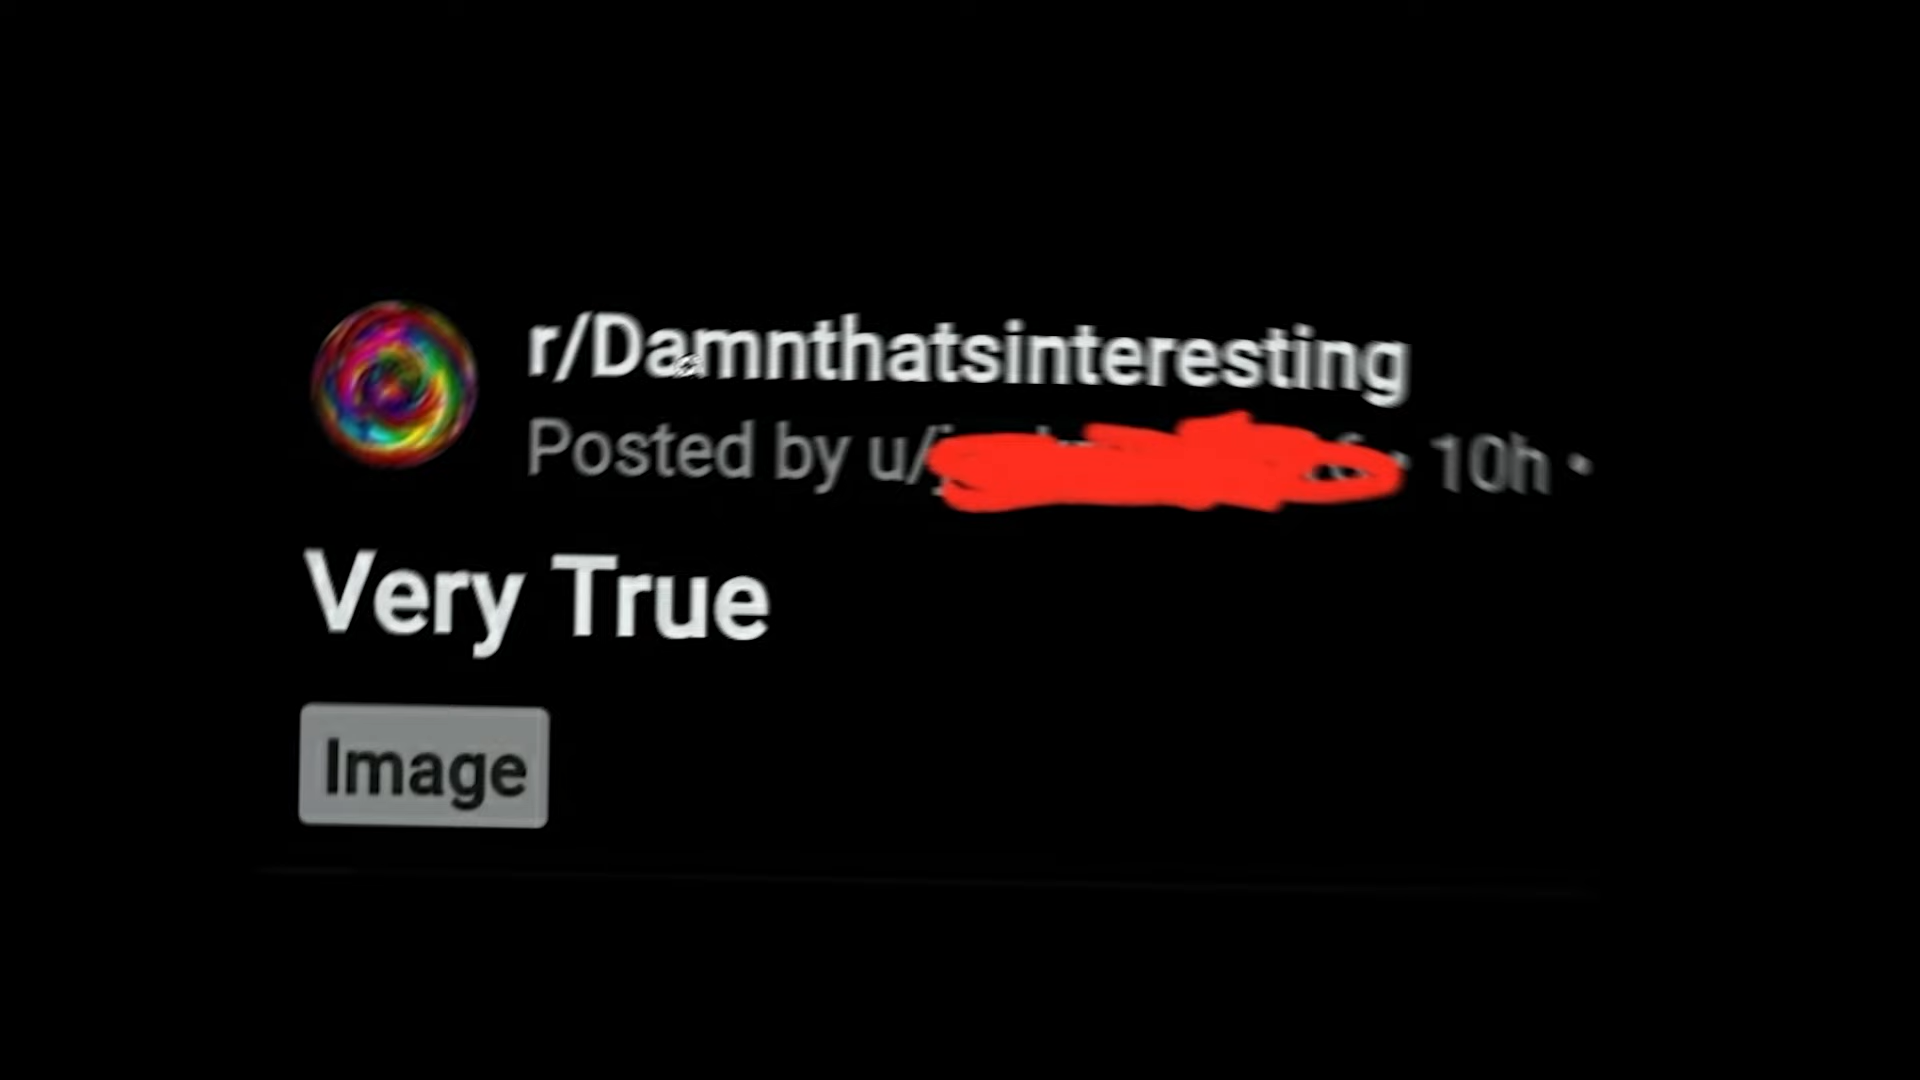 r/Damnthatsinteresting
Posted by u/ • 10h •
Very True
Image